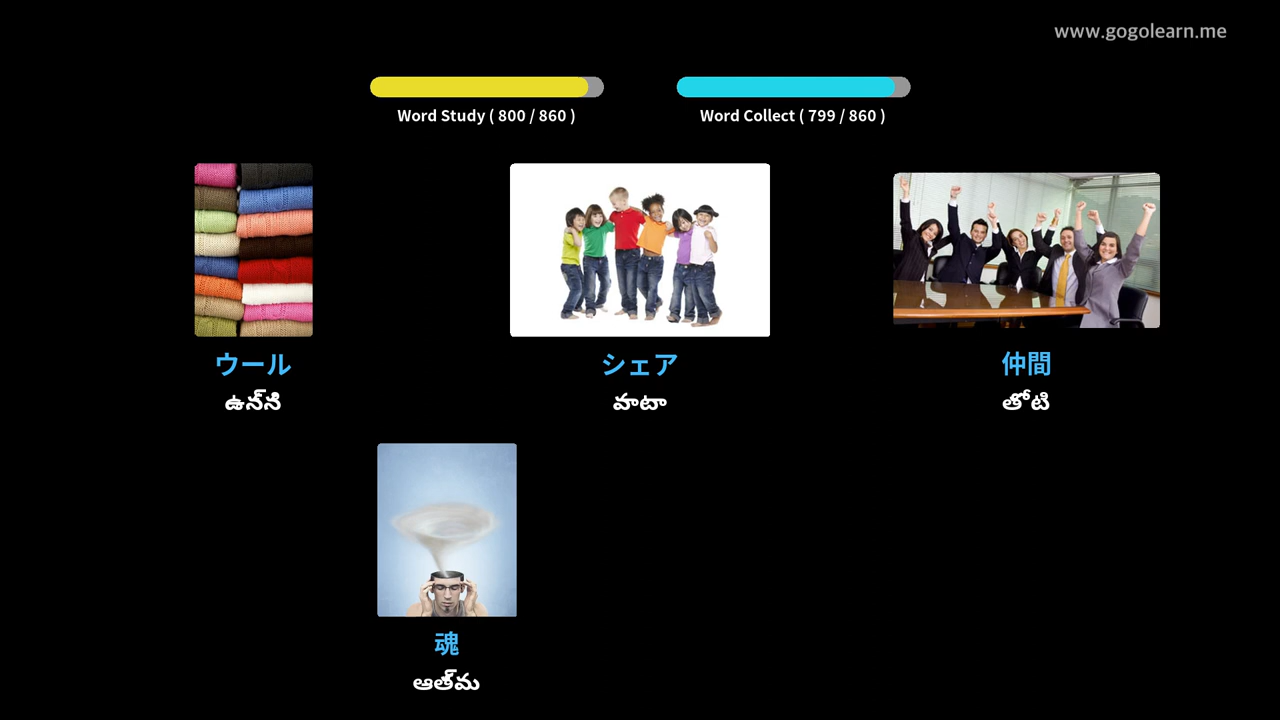 www.gogolearn.me
Word Study ( 800 / 860 )
Word Collect ( 799 / 860 )
ウール
ఉన్ని
シェア
వాటా
仲間
తోటి
魂
ఆత్మ